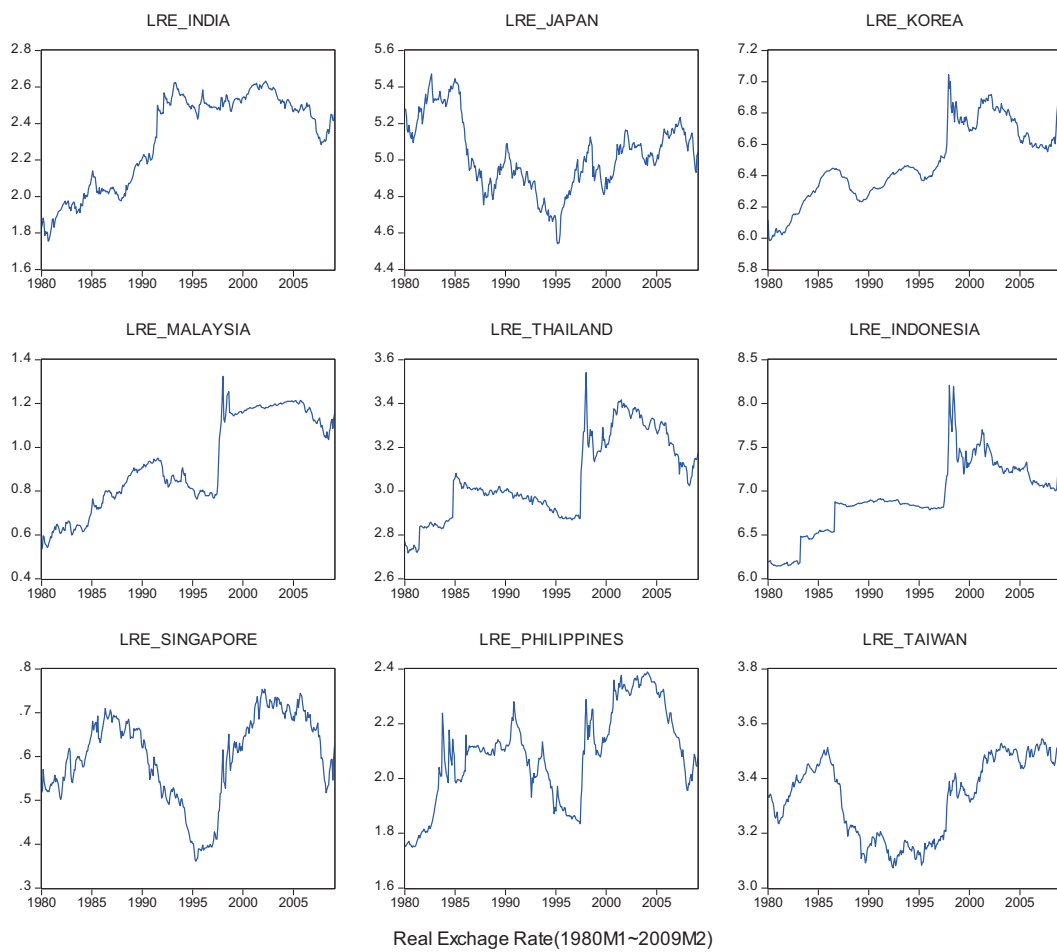 LRE_INDIA
2.8
2.6
2.4
2.2
2.0
1.8
1.6
1980 1985 1990 1995 2000 2005
LRE_JAPAN
5.6
5.2
4.8
4.4
1980 1985 1990 1995 2000 2005
LRE_KOREA
7.2
7.0
6.8
6.6
6.4
6.2
6.0
5.8
1980 1985 1990 1995 2000 2005
LRE_MALAYSIA
1.4
1.2
1.0
0.8
0.6
0.4
1980 1985 1990 1995 2000 2005
LRE_THAILAND
3.6
3.4
3.2
3.0
2.8
2.6
1980 1985 1990 1995 2000 2005
LRE_INDONESIA
8.5
8.0
7.5
7.0
6.5
6.0
1980 1985 1990 1995 2000 2005
LRE_SINGAPORE
.8
.7
.6
.5
.4
.3
1980 1985 1990 1995 2000 2005
LRE_PHILIPPINES
2.4
2.2
2.0
1.8
1.6
1980 1985 1990 1995 2000 2005
LRE_TAIWAN
3.8
3.6
3.4
3.2
3.0
1980 1985 1990 1995 2000 2005
Real Exchage Rate(1980M1~2009M2)